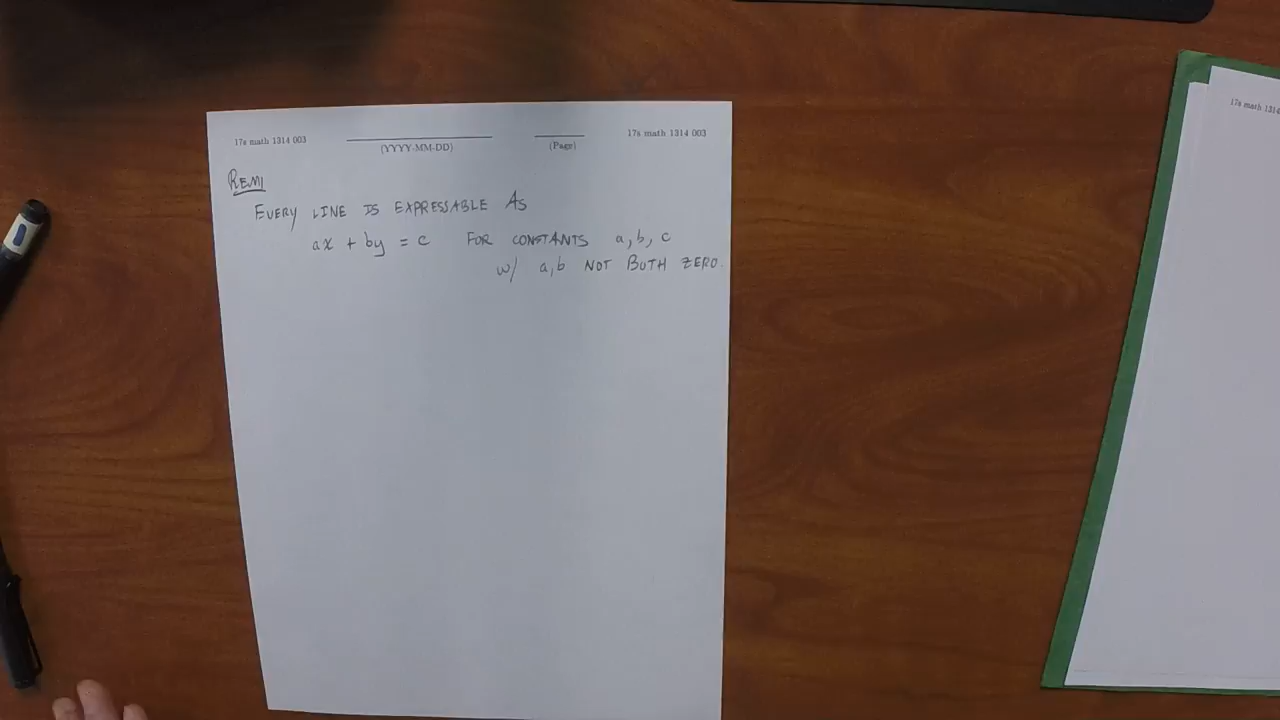 17s math 1314 003
(YYYY-MM-DD)
(Page)
17s math 1314 003
REM1
EVERY LINE IS EXPRESSABLE AS
ax + by = c FOR CONSTANTS a, b, c
w/ a, b NOT BOTH ZERO.
17s math 1314